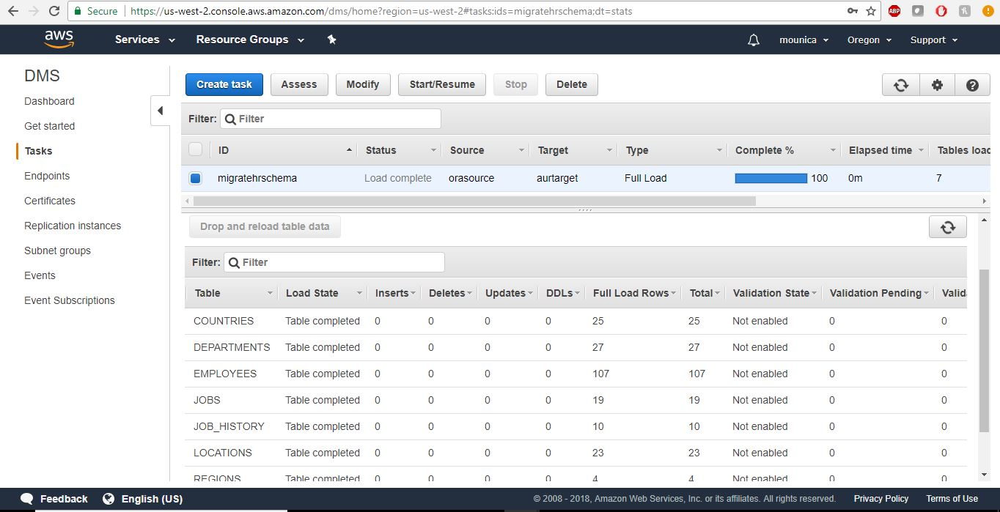 Secure https://us-west-2.console.aws.amazon.com/dms/home?region=us-west-2#tasks:ids=migratehrschema;dt=stats ABP
aws Services Resource Groups mounica Oregon Support
DMS
Dashboard
Get started
Tasks
Endpoints
Certificates
Replication instances
Subnet groups
Events
Event Subscriptions
Create task Assess Modify Start/Resume Stop Delete
Filter: Filter
ID Status Source Target Type Complete % Elapsed time Tables load
migratehrschema Load complete orasource aurtarget Full Load 100 0m 7
Drop and reload table data
Filter: Filter
Table Load State Inserts Deletes Updates DDLs Full Load Rows Total Validation State Validation Pending Valid
COUNTRIES Table completed 0 0 0 0 25 25 Not enabled 0 0
DEPARTMENTS Table completed 0 0 0 0 27 27 Not enabled 0 0
EMPLOYEES Table completed 0 0 0 0 107 107 Not enabled 0 0
JOBS Table completed 0 0 0 0 19 19 Not enabled 0 0
JOB_HISTORY Table completed 0 0 0 0 10 10 Not enabled 0 0
LOCATIONS Table completed 0 0 0 0 23 23 Not enabled 0 0
REGIONS Table completed 0 0 0 0 4 4 Not enabled 0 0
Feedback English (US) © 2008 - 2018, Amazon Web Services, Inc. or its affiliates. All rights reserved. Privacy Policy Terms of Use